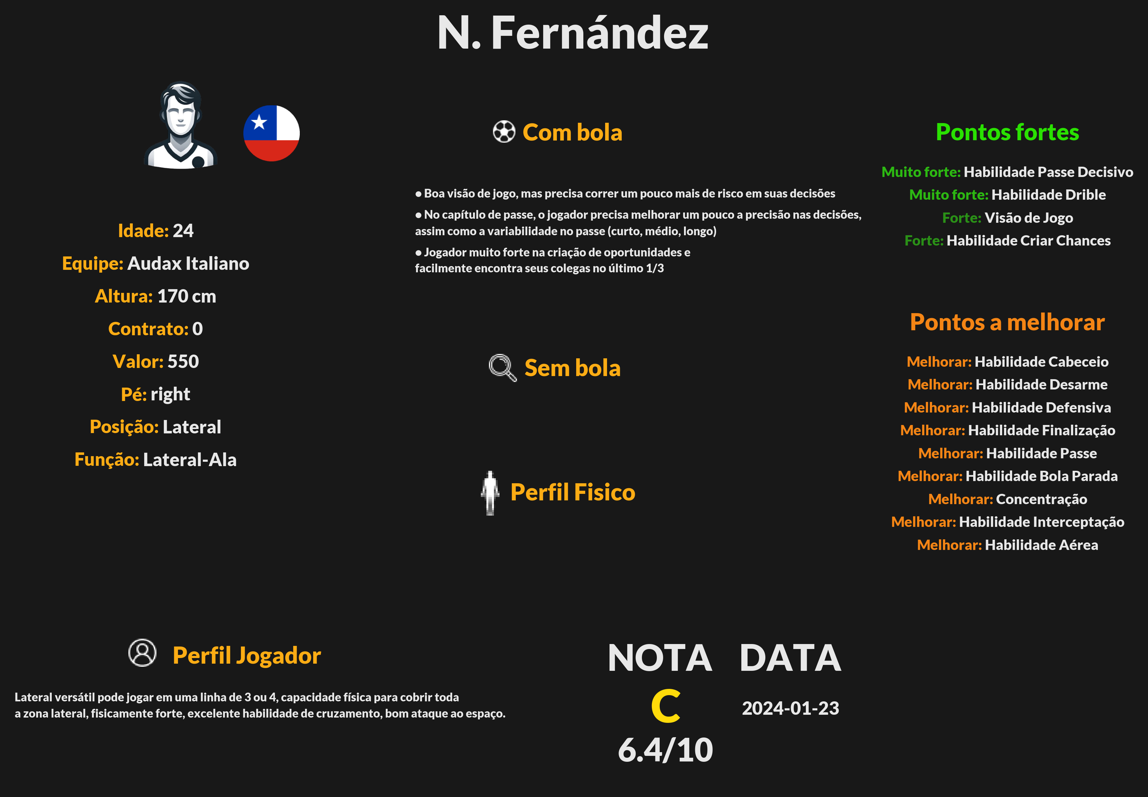 N. Fernández
Idade: 24
Equipe: Audax Italiano
Altura: 170 cm
Contrato: 0
Valor: 550
Pé: right
Posição: Lateral
Função: Lateral-Ala
Com bola
● Boa visão de jogo, mas precisa correr um pouco mais de risco em suas decisões
● No capítulo de passe, o jogador precisa melhorar um pouco a precisão nas decisões,
assim como a variabilidade no passe (curto, médio, longo)
● Jogador muito forte na criação de oportunidades e
facilmente encontra seus colegas no último 1/3
Sem bola
Perfil Fisico
Pontos fortes
Muito forte: Habilidade Passe Decisivo
Muito forte: Habilidade Drible
Forte: Visão de Jogo
Forte: Habilidade Criar Chances
Pontos a melhorar
Melhorar: Habilidade Cabeceio
Melhorar: Habilidade Desarme
Melhorar: Habilidade Defensiva
Melhorar: Habilidade Finalização
Melhorar: Habilidade Passe
Melhorar: Habilidade Bola Parada
Melhorar: Concentração
Melhorar: Habilidade Interceptação
Melhorar: Habilidade Aérea
Perfil Jogador
Lateral versátil pode jogar em uma linha de 3 ou 4, capacidade física para cobrir toda
a zona lateral, fisicamente forte, excelente habilidade de cruzamento, bom ataque ao espaço.
NOTA
C
6.4/10
DATA
2024-01-23